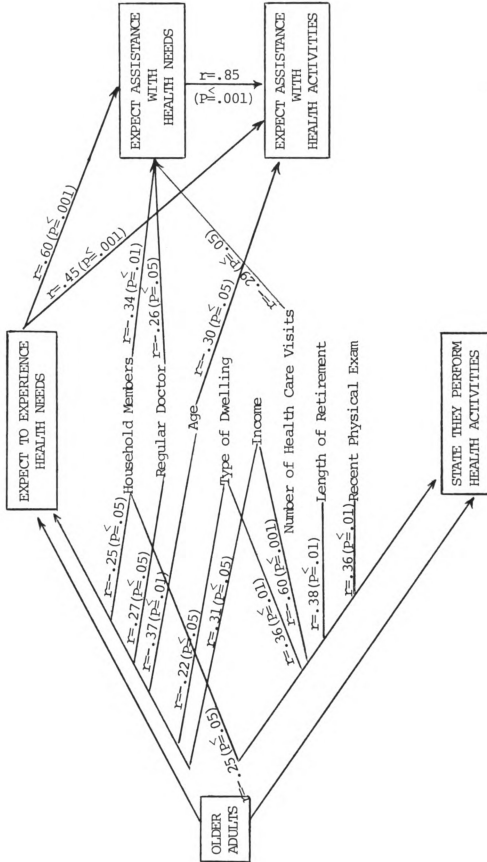 EXPECT TO EXPERIENCE
HEALTH NEEDS
r=.60(P≤.001)
r=.45(P≤.001)
EXPECT ASSISTANCE
WITH
HEALTH NEEDS
r=.85
(P≤.001)
EXPECT ASSISTANCE
WITH
HEALTH ACTIVITIES
r=-.25(P≤.05)
Household Members
r=-.34(P≤.01)
r=.27(P≤.05)
Regular Doctor
r=-.26(P≤.05)
r=-.37(P≤.01)
Age
r=-.30(P≤.05)
r=-.22(P≤.05)
Type of Dwelling
r=.31(P≤.05)
Income
r=-.29(P≤.05)
Number of Health Care Visits
r=.36(P≤.01)
r=-.60(P≤.001)
r=.38(P≤.01)
Length of Retirement
r=.36(P≤.01)
Recent Physical Exam
r=-.25(P≤.05)
OLDER
ADULTS
STATE THEY PERFORM
HEALTH ACTIVITIES